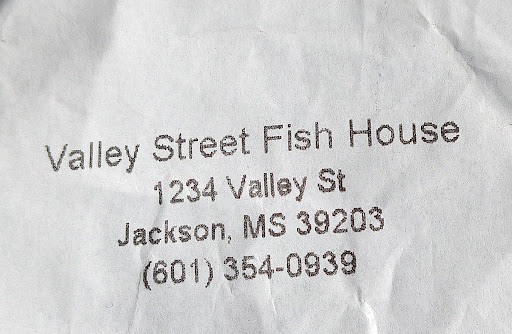 Valley Street Fish House
1234 Valley St
Jackson, MS 39203
(601) 354-0939